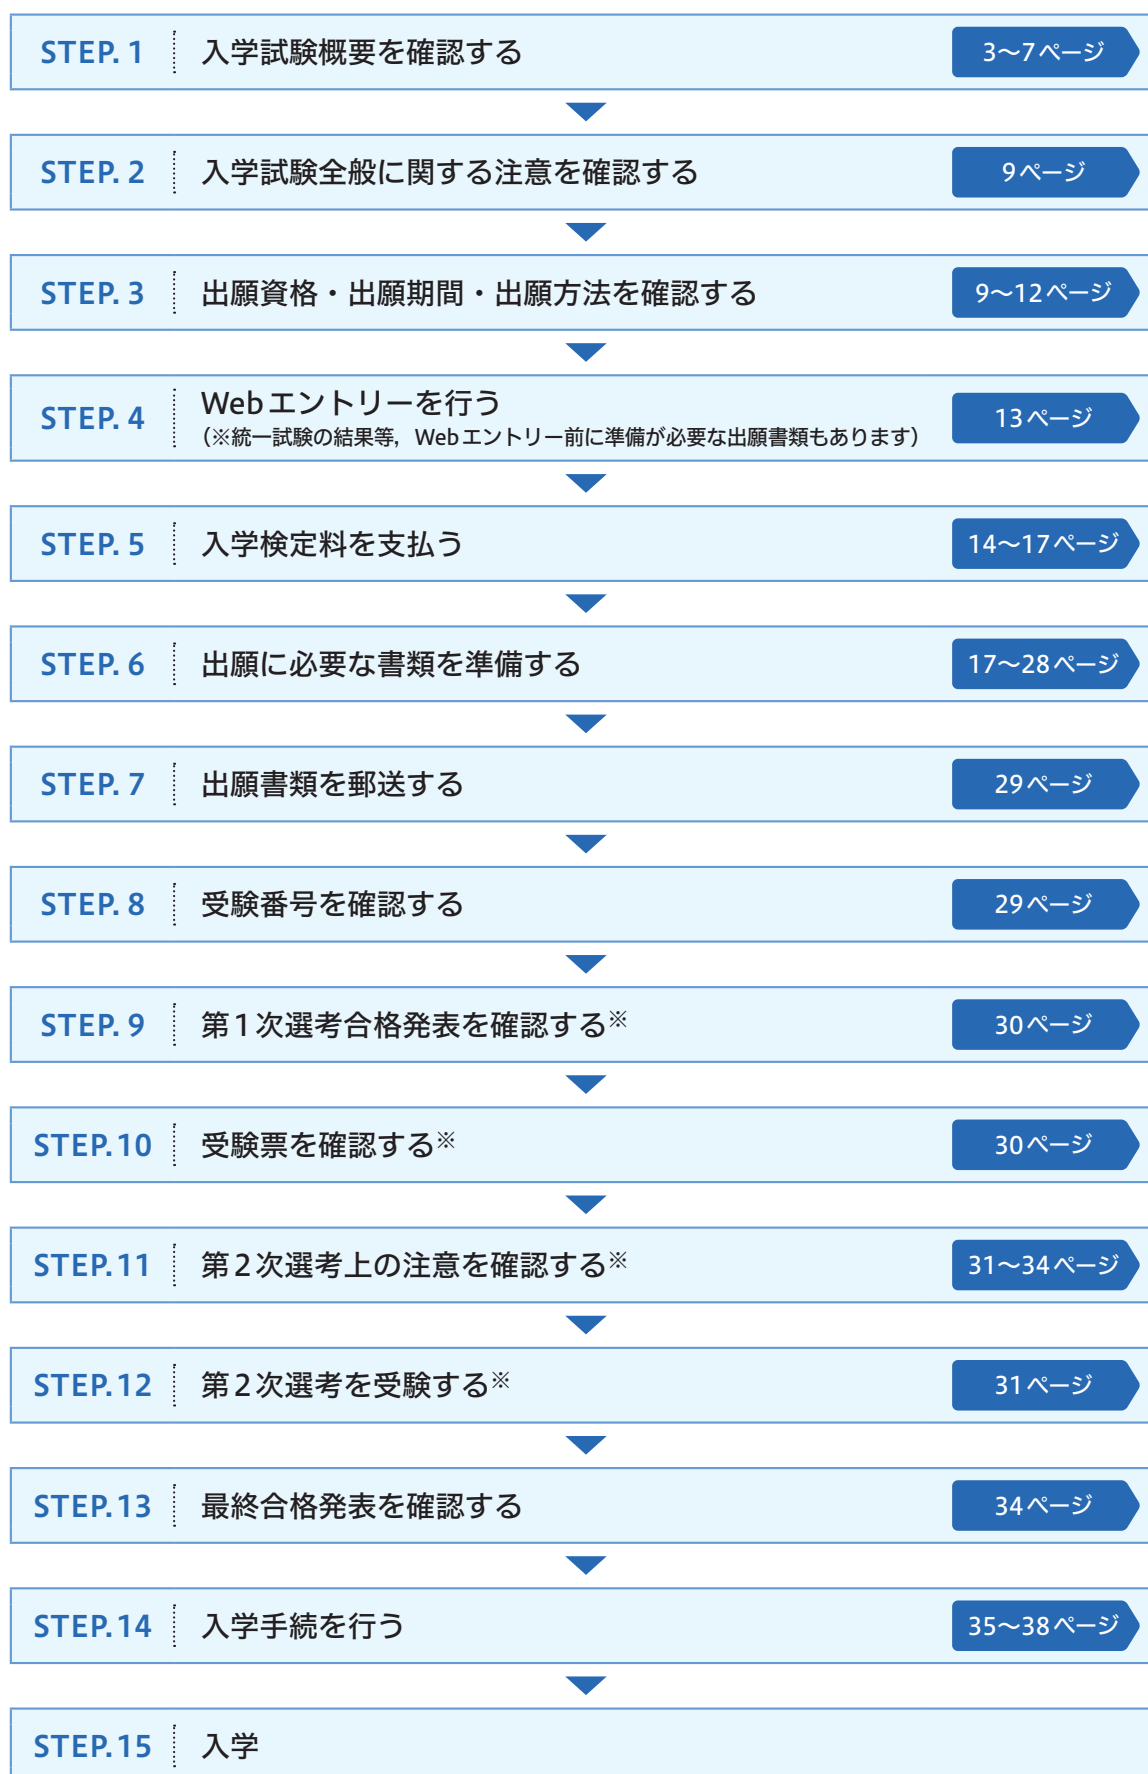 STEP. 1 入学試験概要を確認する 3〜7ページ
STEP. 2 入学試験全般に関する注意を確認する 9ページ
STEP. 3 出願資格・出願期間・出願方法を確認する 9〜12ページ
STEP. 4 Webエントリーを行う 13ページ
（※統一試験の結果等，Webエントリー前に準備が必要な出願書類もあります）
STEP. 5 入学検定料を支払う 14〜17ページ
STEP. 6 出願に必要な書類を準備する 17〜28ページ
STEP. 7 出願書類を郵送する 29ページ
STEP. 8 受験番号を確認する 29ページ
STEP. 9 第1次選考合格発表を確認する※ 30ページ
STEP.10 受験票を確認する※ 30ページ
STEP.11 第2次選考上の注意を確認する※ 31〜34ページ
STEP.12 第2次選考を受験する※ 31ページ
STEP.13 最終合格発表を確認する 34ページ
STEP.14 入学手続を行う 35〜38ページ
STEP.15 入学